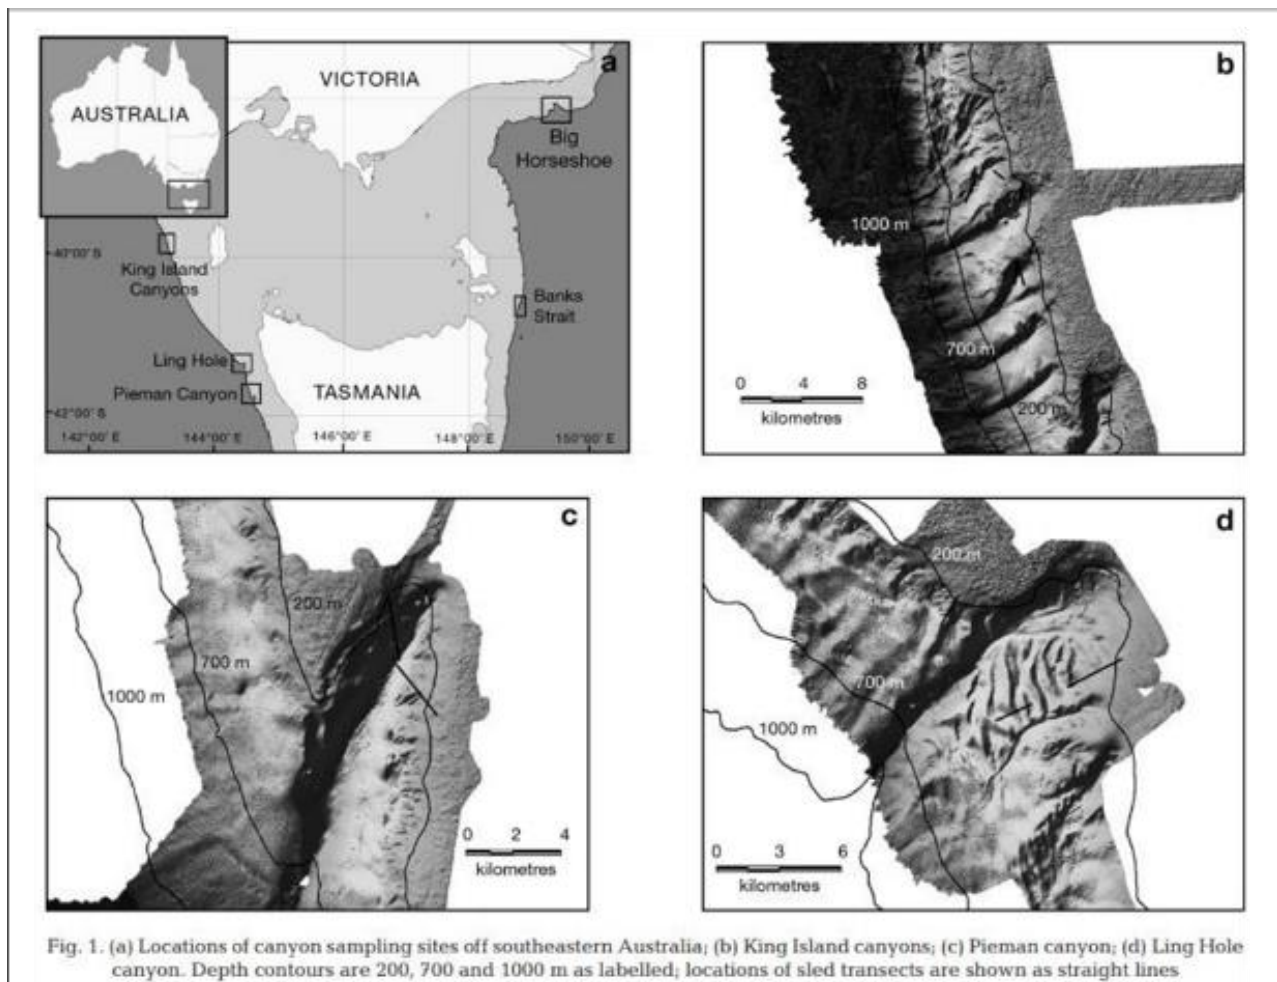 a
VICTORIA
AUSTRALIA
Big
Horseshoe
40°00' S
King Island
Canyons
Banks
Strait
Ling Hole
Pieman Canyon
TASMANIA
42°00' S
142°00' E
144°00' E
146°00' E
148°00' E
150°00' E
b
1000 m
700 m
200 m
0 4 8
kilometres
c
200 m
700 m
1000 m
0 2 4
kilometres
d
200 m
700 m
1000 m
0 3 6
kilometres
Fig. 1. (a) Locations of canyon sampling sites off southeastern Australia; (b) King Island canyons; (c) Pieman canyon; (d) Ling Hole
canyon. Depth contours are 200, 700 and 1000 m as labelled; locations of sled transects are shown as straight lines